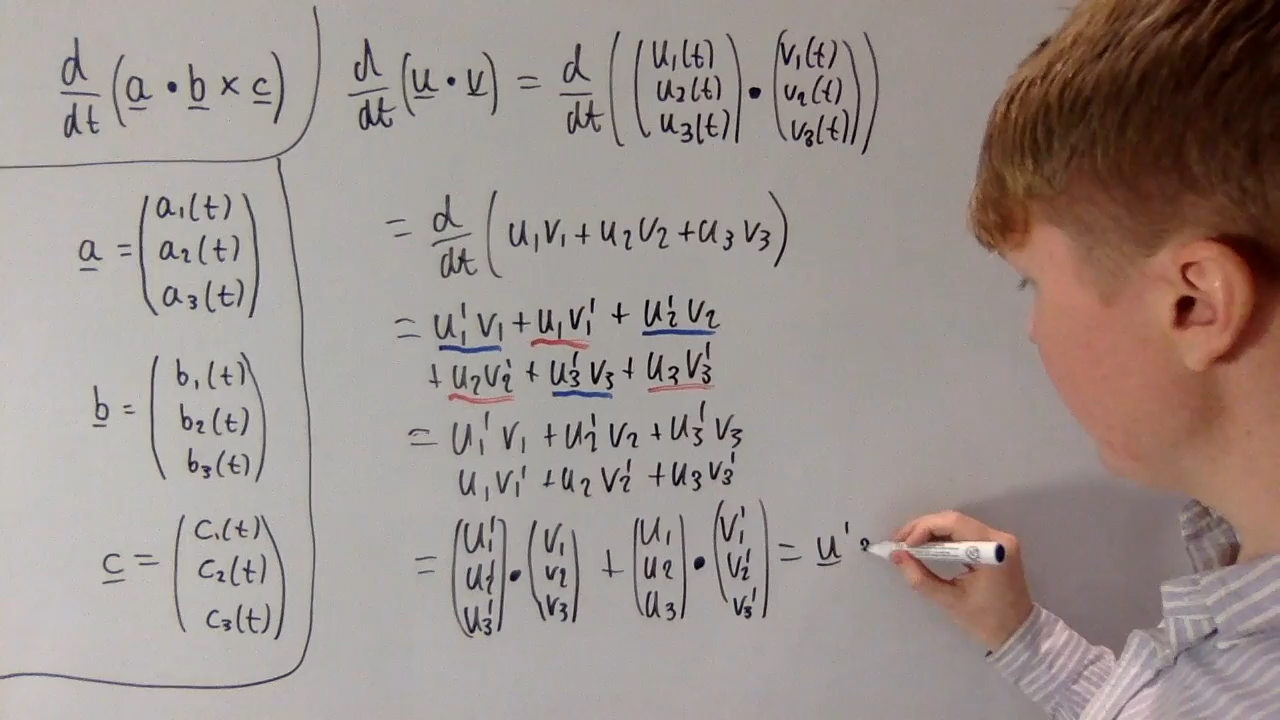 d/dt (a · b × c)
a = (a1(t)
a2(t)
a3(t))
b = (b1(t)
b2(t)
b3(t))
c = (c1(t)
c2(t)
c3(t))
d/dt (u · v) = d/dt ((u1(t) u2(t) u3(t)) · (v1(t) v2(t) v3(t)))
= d/dt (u1v1 + u2v2 + u3v3)
= u1'v1 + u1v1' + u2'v2
+ u2v2' + u3'v3 + u3v3'
= u1'v1 + u2'v2 + u3'v3
u1v1' + u2v2' + u3v3'
= (u1' u2' u3') · (v1 v2 v3) + (u1 u2 u3) · (v1' v2' v3') = u'